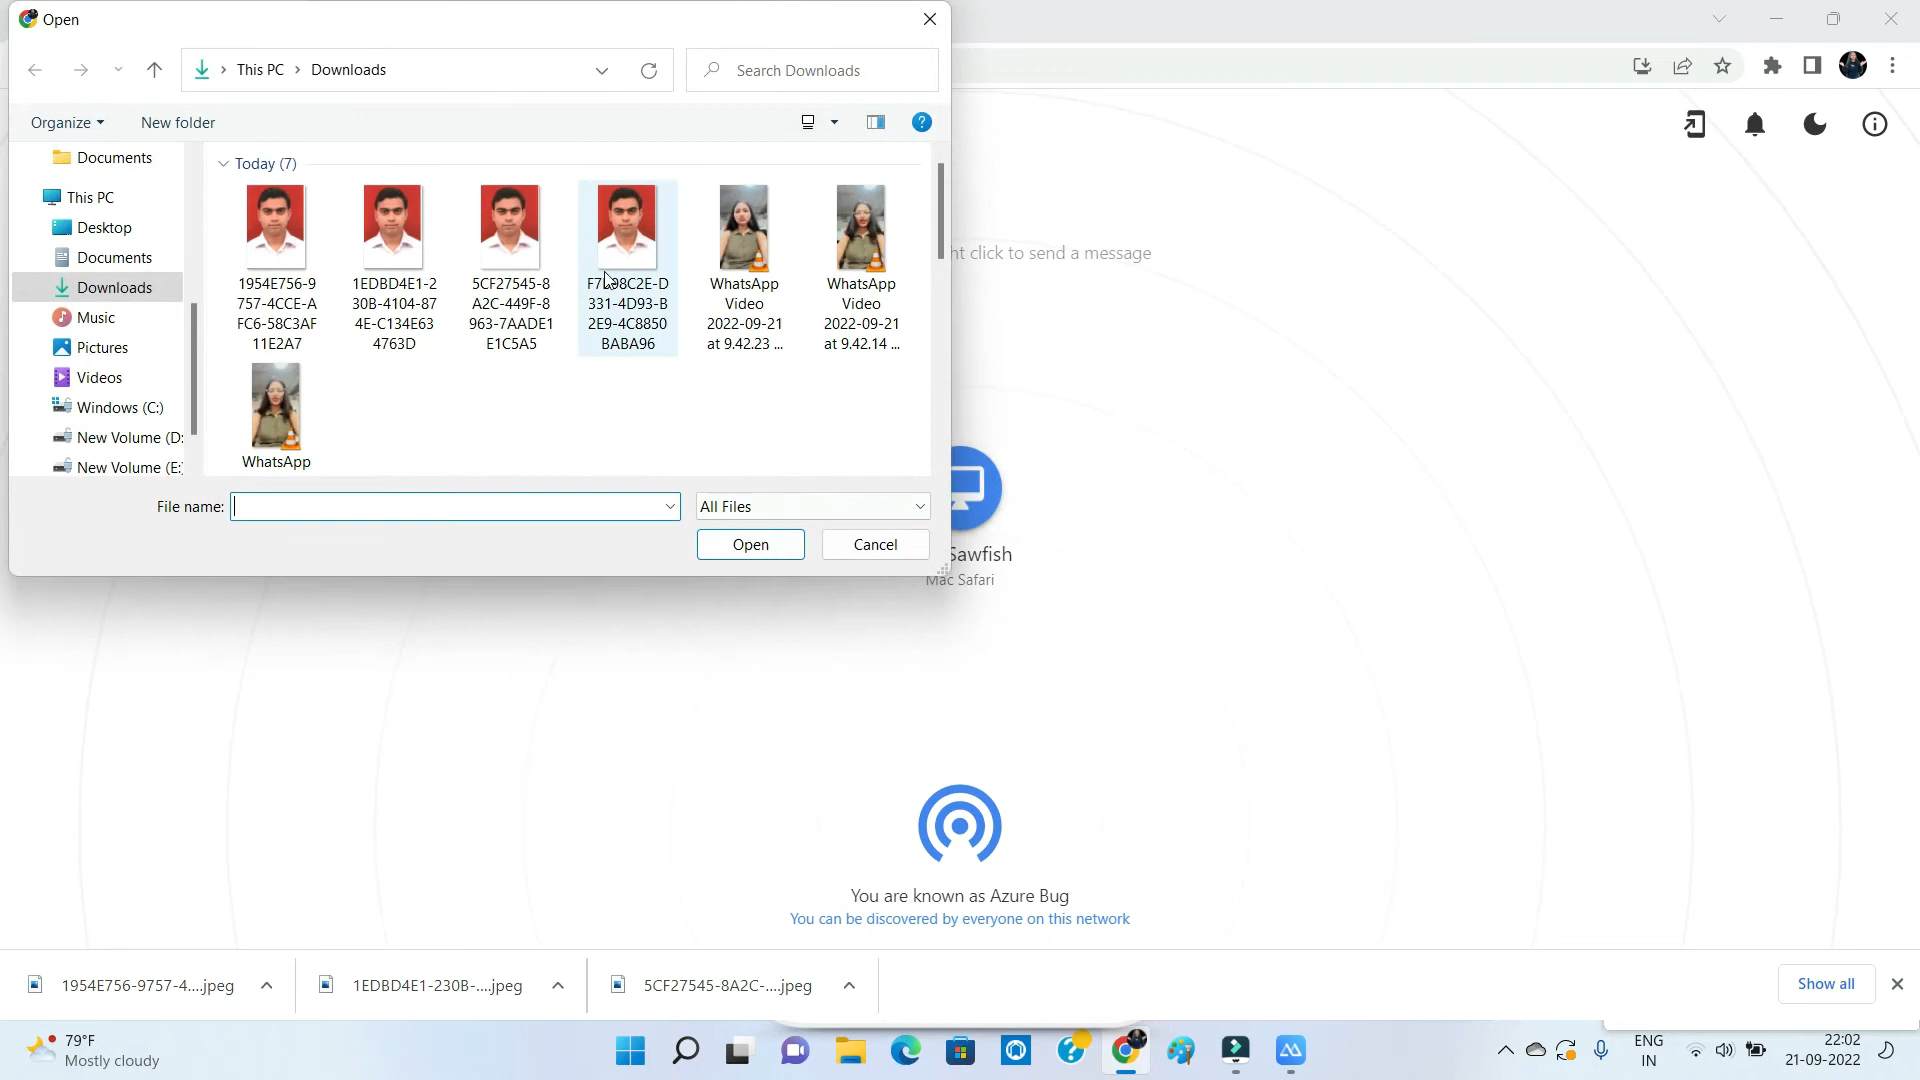 Open
This PC
Downloads
Search Downloads
Organize
New folder
Documents
This PC
Desktop
Documents
Downloads
Music
Pictures
Videos
Windows (C:)
New Volume (D:
New Volume (E:
Today (7)
1954E756-9
757-4CCE-A
FC6-58C3AF
11E2A7
1EDBD4E1-2
30B-4104-87
4E-C134E63
4763D
5CF27545-8
A2C-449F-8
963-7AADE1
E1C5A5
331-4D93-B
2E9-4C8850
BABA96
WhatsApp
Video
2022-09-21
at 9.42.23 ...
WhatsApp
Video
2022-09-21
at 9.42.14 ...
WhatsApp
File name:
All Files
Open
Cancel
ht click to send a message
Sawfish
Mac Safari
You are known as Azure Bug
You can be discovered by everyone on this network
1954E756-9757-4....jpeg
1EDBD4E1-230B-....jpeg
5CF27545-8A2C-....jpeg
Show all
79°F
Mostly cloudy
ENG
IN
22:02
21-09-2022